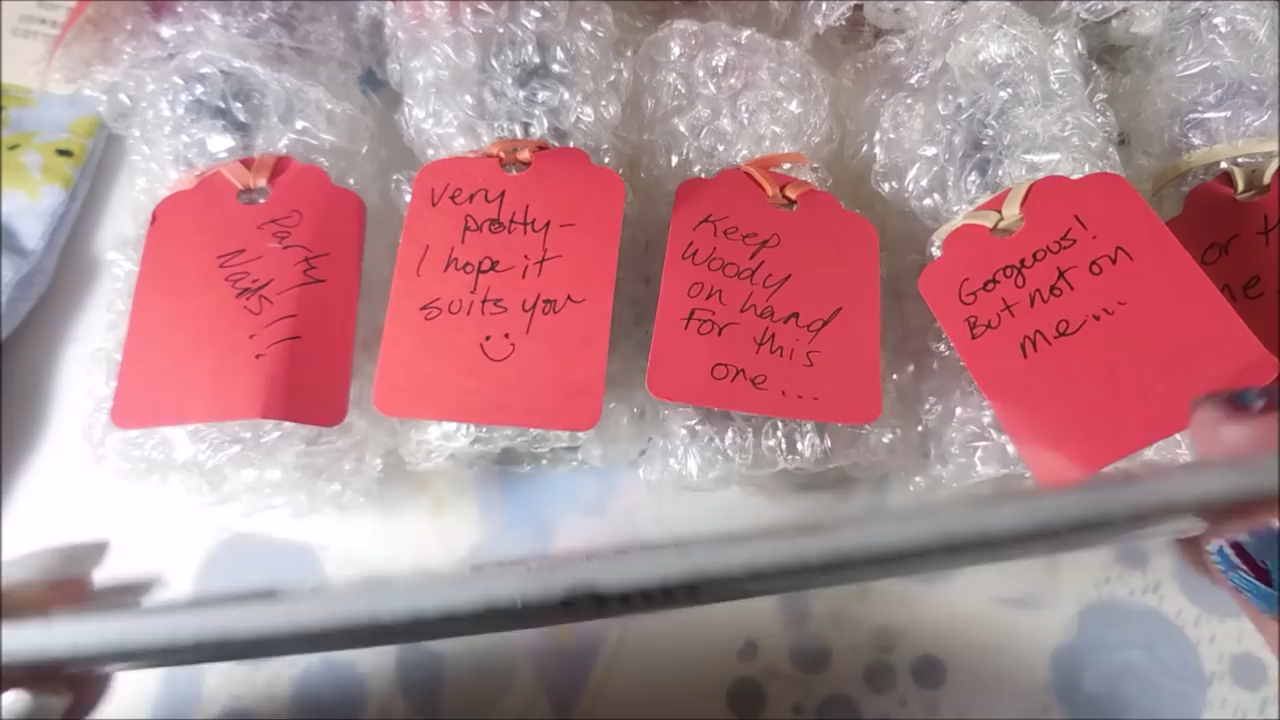 Party
Nails!!
very
pretty-
I hope it
suits you
Keep
Woody
on hand
For this
one...
Gorgeous!
But not on
me...
or